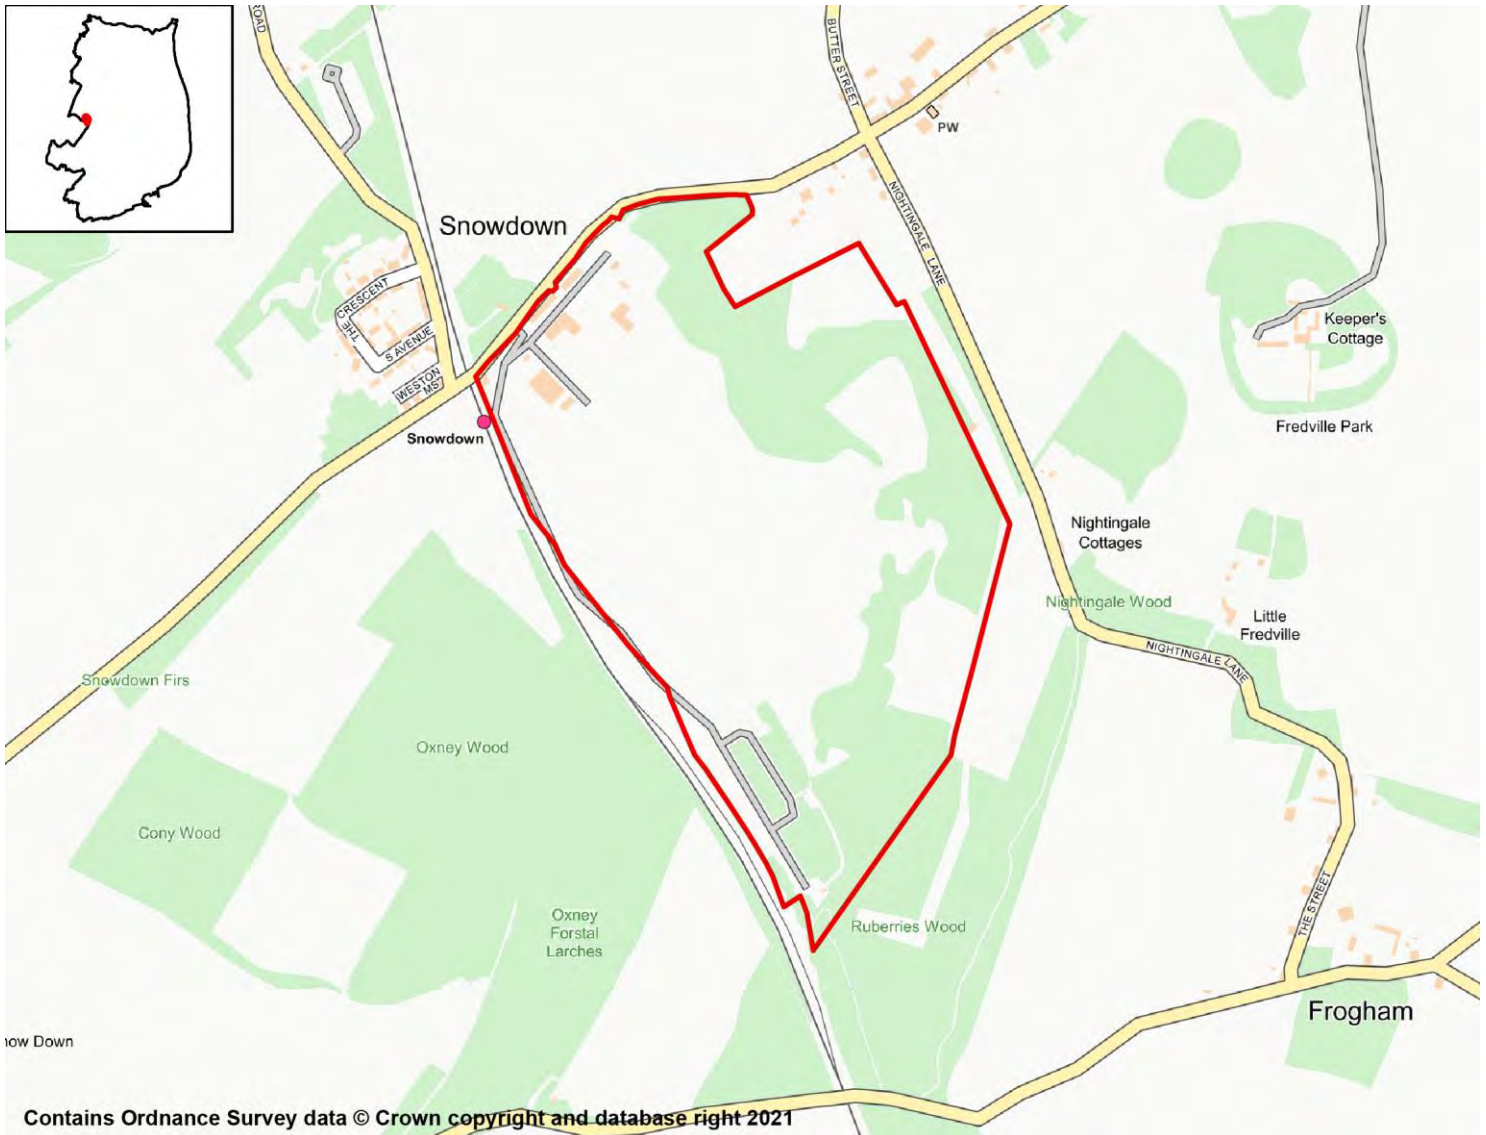 ROAD
BUTTER STREET
PW
NIGHTINGALE LANE
Snowdown
THE CRESCENT
S AVENUE
WESTON
MS
Snowdown
Keeper's
Cottage
Fredville Park
Nightingale
Cottages
Nightingale Wood
Little
Fredville
NIGHTINGALE LANE
Snowdown Firs
Oxney Wood
Cony Wood
Oxney
Forstal
Larches
Ruberries Wood
THE STREET
Frogham
now Down
Contains Ordnance Survey data © Crown copyright and database right 2021